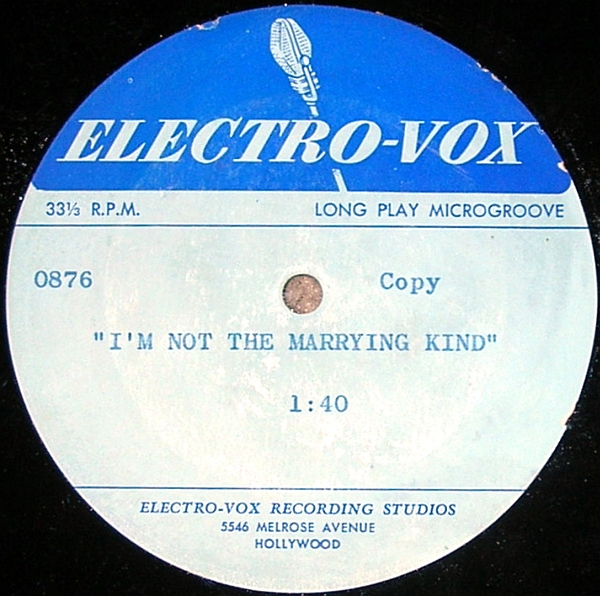 ELECTRO-VOX
33⅓ R.P.M. LONG PLAY MICROGROOVE
0876 Copy
"I'M NOT THE MARRYING KIND"
1:40
ELECTRO-VOX RECORDING STUDIOS
5546 MELROSE AVENUE
HOLLYWOOD